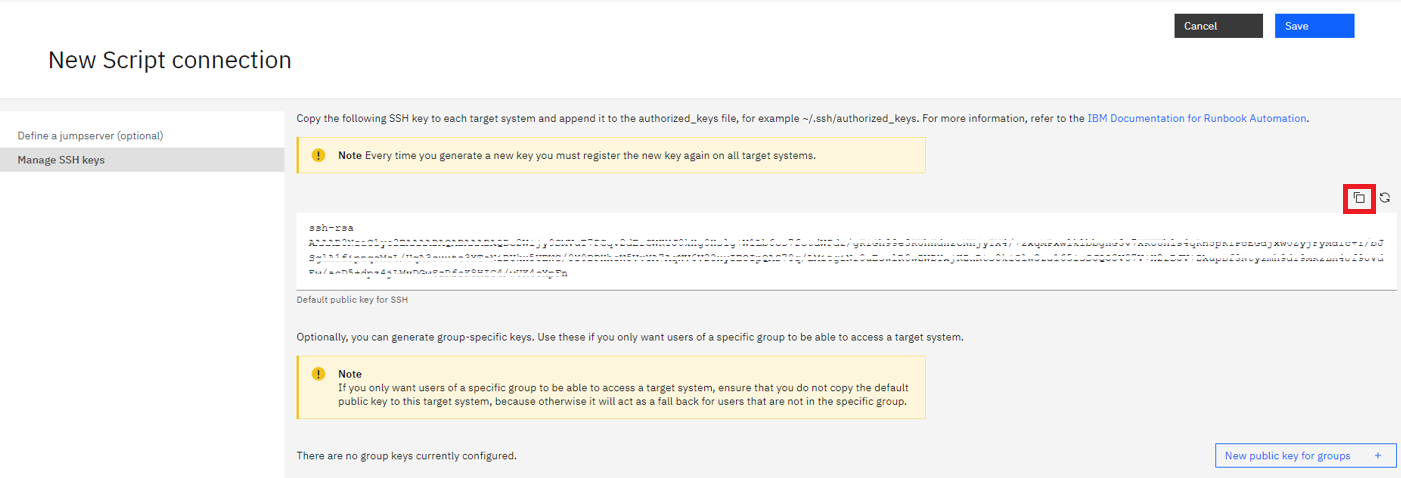 Cancel
Save
New Script connection
Copy the following SSH key to each target system and append it to the authorized_keys file, for example ~/.ssh/authorized_keys. For more information, refer to the IBM Documentation for Runbook Automation.
Define a jumpserver (optional)
Note Every time you generate a new key you must register the new key again on all target systems.
Manage SSH keys
ssh-rsa
Default public key for SSH
Optionally, you can generate group-specific keys. Use these if you only want users of a specific group to be able to access a target system.
Note
If you only want users of a specific group to be able to access a target system, ensure that you do not copy the default
public key to this target system, because otherwise it will act as a fall back for users that are not in the specific group.
There are no group keys currently configured.
New public key for groups +